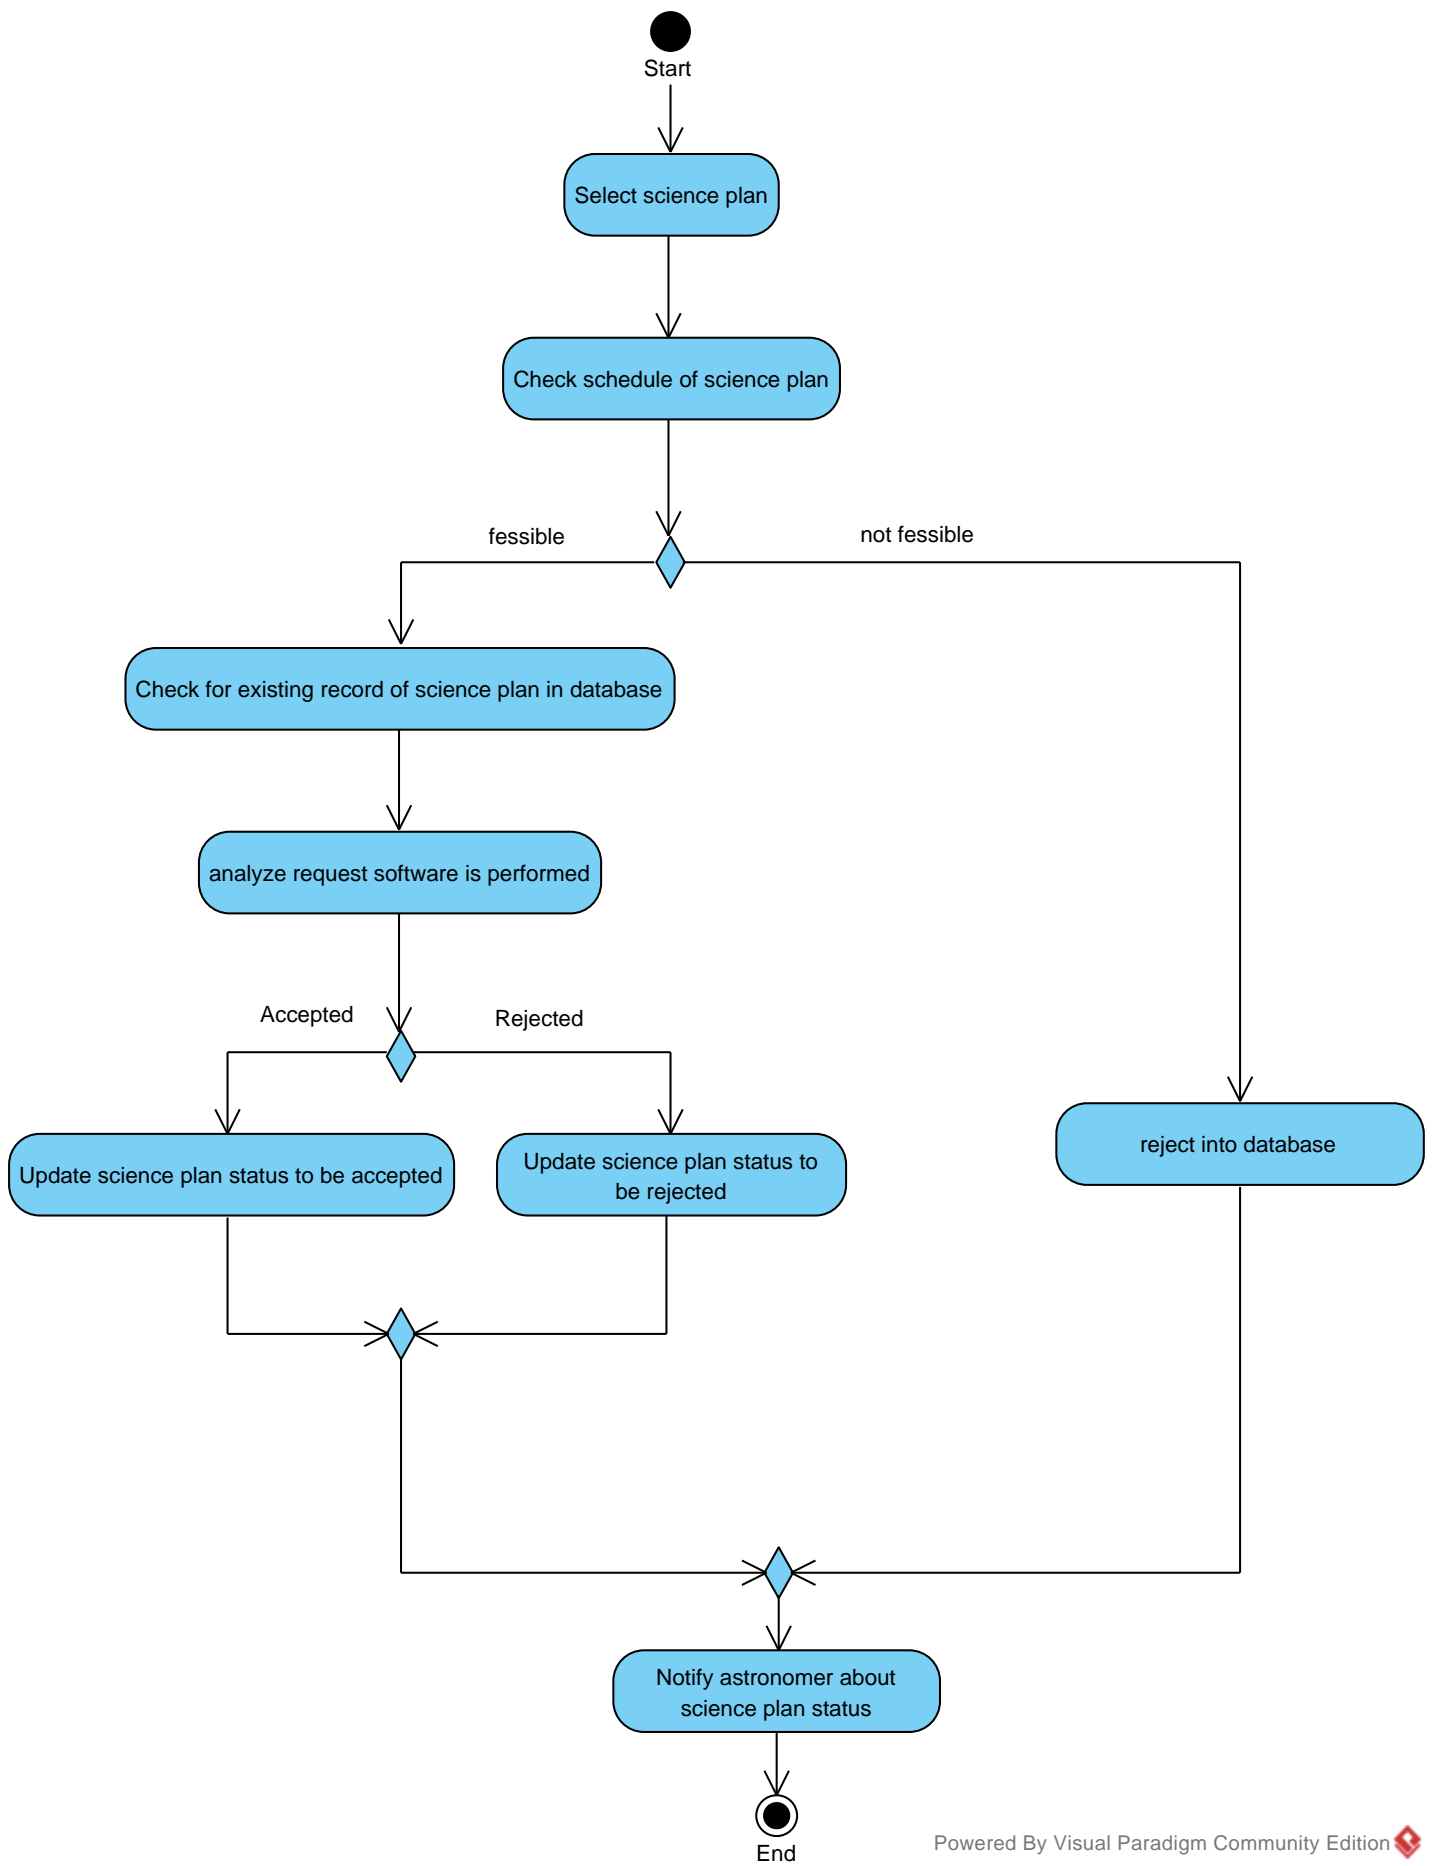 Start
Select science plan
Check schedule of science plan
fessible
not fessible
Check for existing record of science plan in database
analyze request software is performed
Accepted
Rejected
Update science plan status to be accepted
Update science plan status to
be rejected
reject into database
Notify astronomer about
science plan status
End
Powered By Visual Paradigm Community Edition